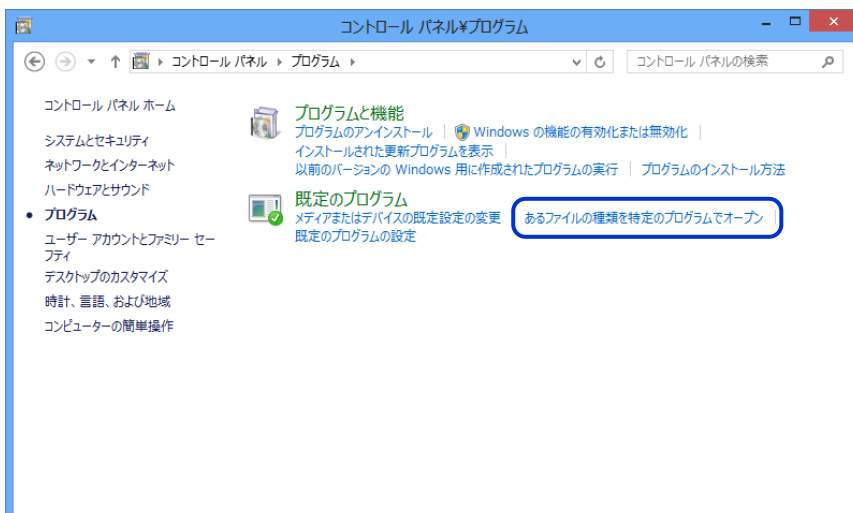 コントロール パネル¥プログラム
コントロール パネル プログラム
コントロール パネルの検索
コントロール パネル ホーム
システムとセキュリティ
ネットワークとインターネット
ハードウェアとサウンド
プログラム
ユーザー アカウントとファミリー セー
フティ
デスクトップのカスタマイズ
時計、言語、および地域
コンピューターの簡単操作
プログラムと機能
プログラムのアンインストール Windows の機能の有効化または無効化
インストールされた更新プログラムを表示
以前のバージョンの Windows 用に作成されたプログラムの実行 プログラムのインストール方法
既定のプログラム
メディアまたはデバイスの既定設定の変更 あるファイルの種類を特定のプログラムでオープン
既定のプログラムの設定